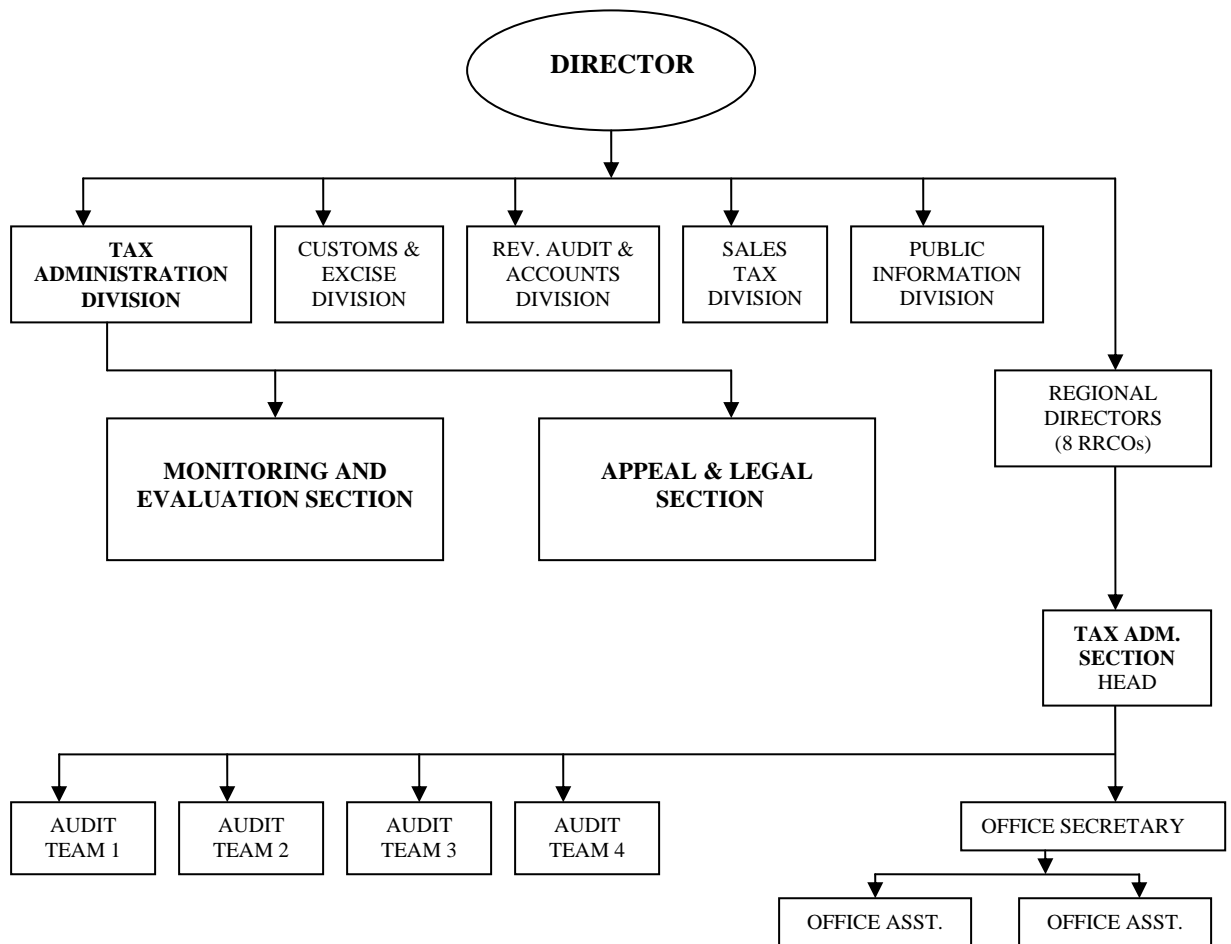 DIRECTOR
TAX
ADMINISTRATION
DIVISION
CUSTOMS &
EXCISE
DIVISION
REV. AUDIT &
ACCOUNTS
DIVISION
SALES
TAX
DIVISION
PUBLIC
INFORMATION
DIVISION
REGIONAL
DIRECTORS
(8 RRCOs)
MONITORING AND
EVALUATION SECTION
APPEAL & LEGAL
SECTION
TAX ADM.
SECTION
HEAD
AUDIT
TEAM 1
AUDIT
TEAM 2
AUDIT
TEAM 3
AUDIT
TEAM 4
OFFICE SECRETARY
OFFICE ASST.
OFFICE ASST.